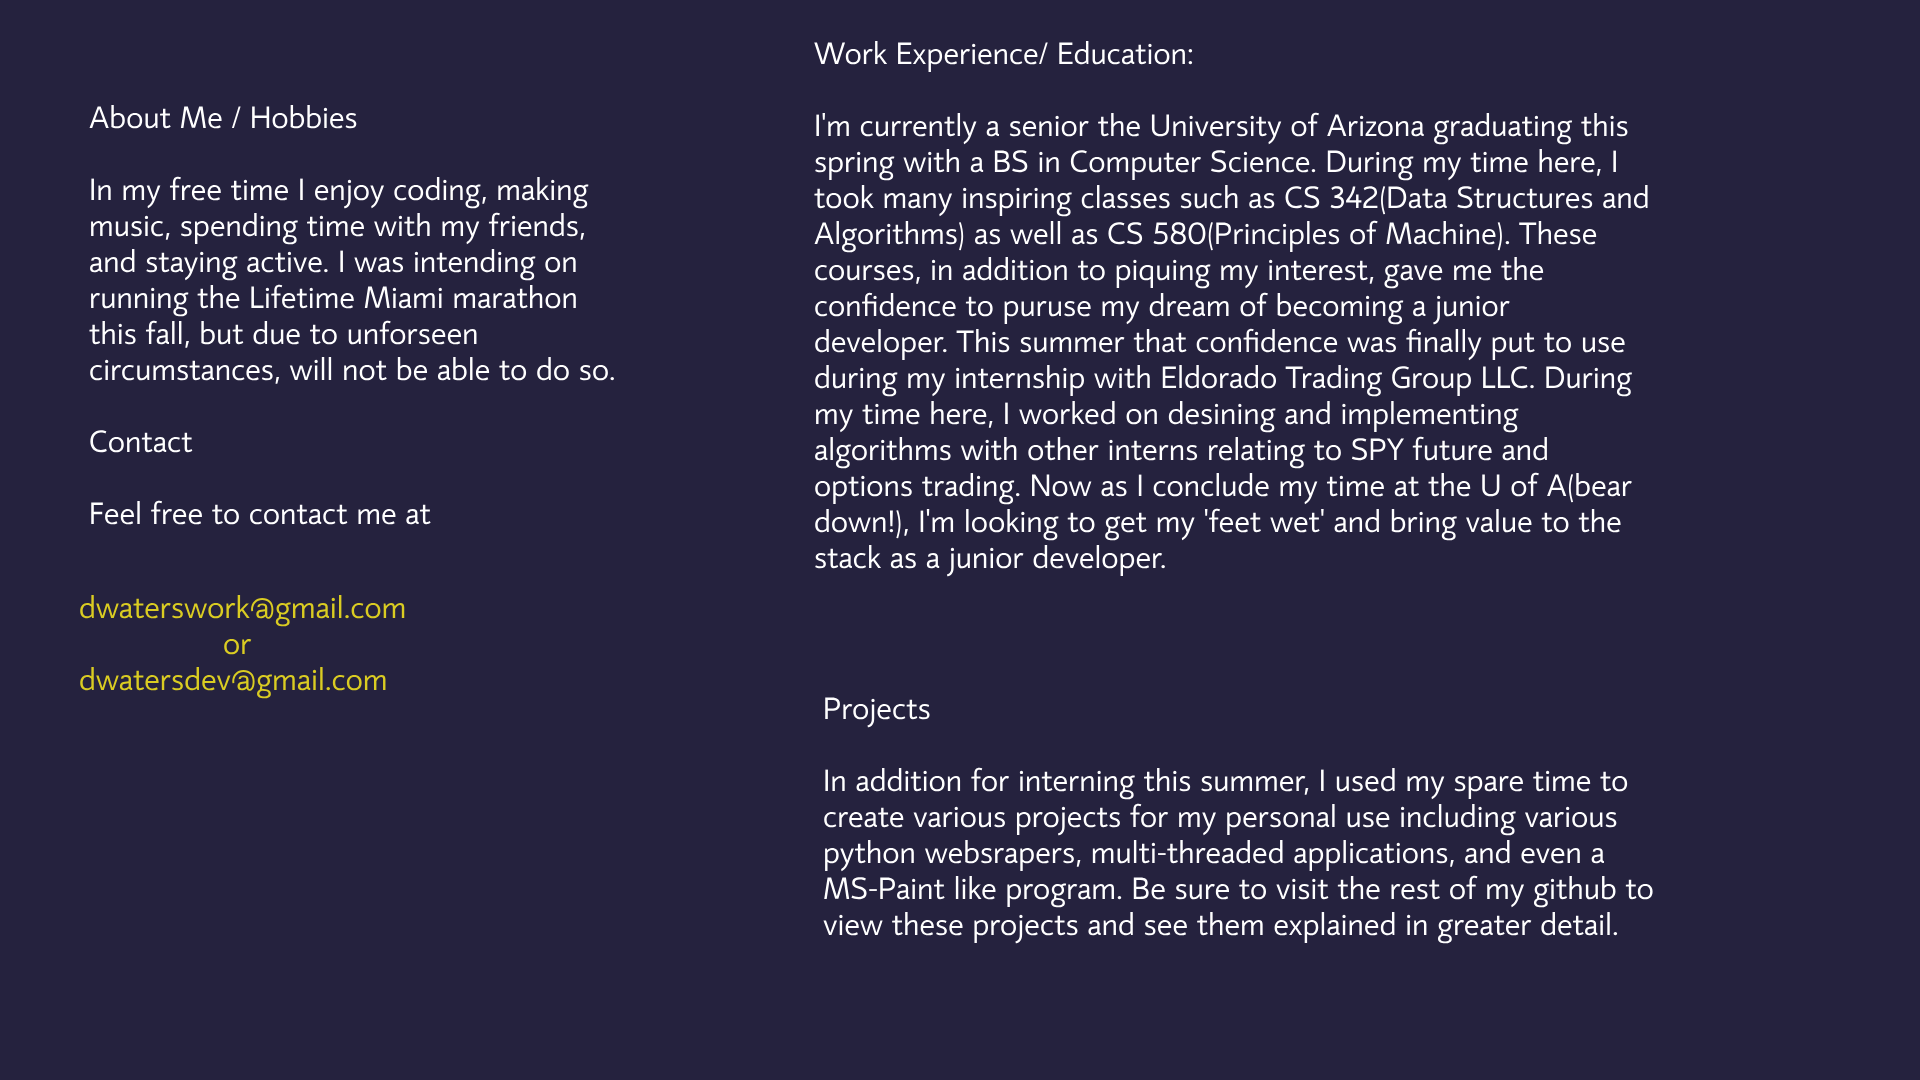 About Me / Hobbies
In my free time I enjoy coding, making
music, spending time with my friends,
and staying active. I was intending on
running the Lifetime Miami marathon
this fall, but due to unforseen
circumstances, will not be able to do so.
Contact
Feel free to contact me at
dwaterswork@gmail.com
or
dwatersdev@gmail.com
Work Experience/ Education:
I'm currently a senior the University of Arizona graduating this
spring with a BS in Computer Science. During my time here, I
took many inspiring classes such as CS 342(Data Structures and
Algorithms) as well as CS 580(Principles of Machine). These
courses, in addition to piquing my interest, gave me the
confidence to puruse my dream of becoming a junior
developer. This summer that confidence was finally put to use
during my internship with Eldorado Trading Group LLC. During
my time here, I worked on desining and implementing
algorithms with other interns relating to SPY future and
options trading. Now as I conclude my time at the U of A(bear
down!), I'm looking to get my 'feet wet' and bring value to the
stack as a junior developer.
Projects
In addition for interning this summer, I used my spare time to
create various projects for my personal use including various
python websrapers, multi-threaded applications, and even a
MS-Paint like program. Be sure to visit the rest of my github to
view these projects and see them explained in greater detail.